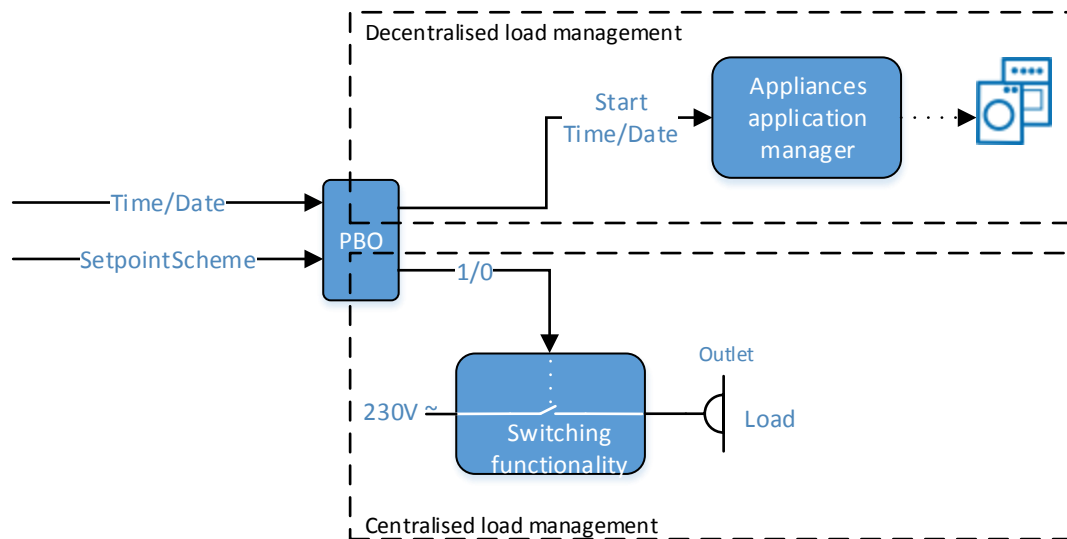 Decentralised load management
Start
Time/Date
Appliances
application
manager
Time/Date
PBO
SetpointScheme
1/0
Outlet
230V ~
Load
Switching
functionality
Centralised load management